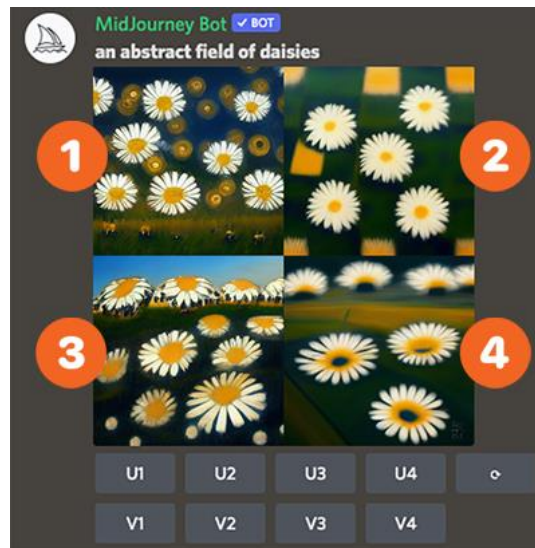 MidJourney Bot ✓ BOT
an abstract field of daisies
1
2
3
4
U1 U2 U3 U4
V1 V2 V3 V4